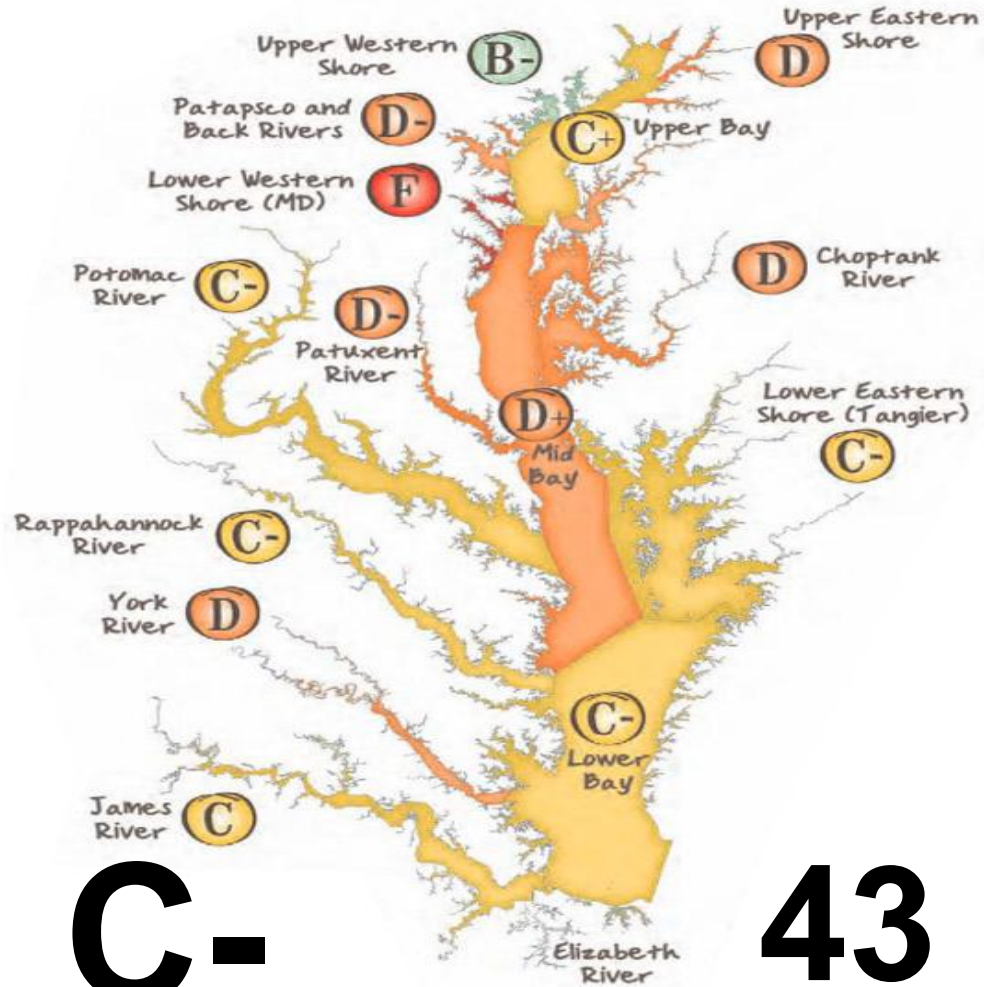 Upper Eastern
Shore
D
Upper Western
Shore
B-
Patapsco and
Back Rivers
D-
C+
Upper Bay
Lower Western
Shore (MD)
F
Potomac
River
C-
Choptank
River
D
D-
Patuxent
River
Lower Eastern
Shore (Tangier)
C-
D+
Mid
Bay
Rappahannock
River
C-
York
River
D
C-
Lower
Bay
James
River
C
C-
43
Elizabeth
River